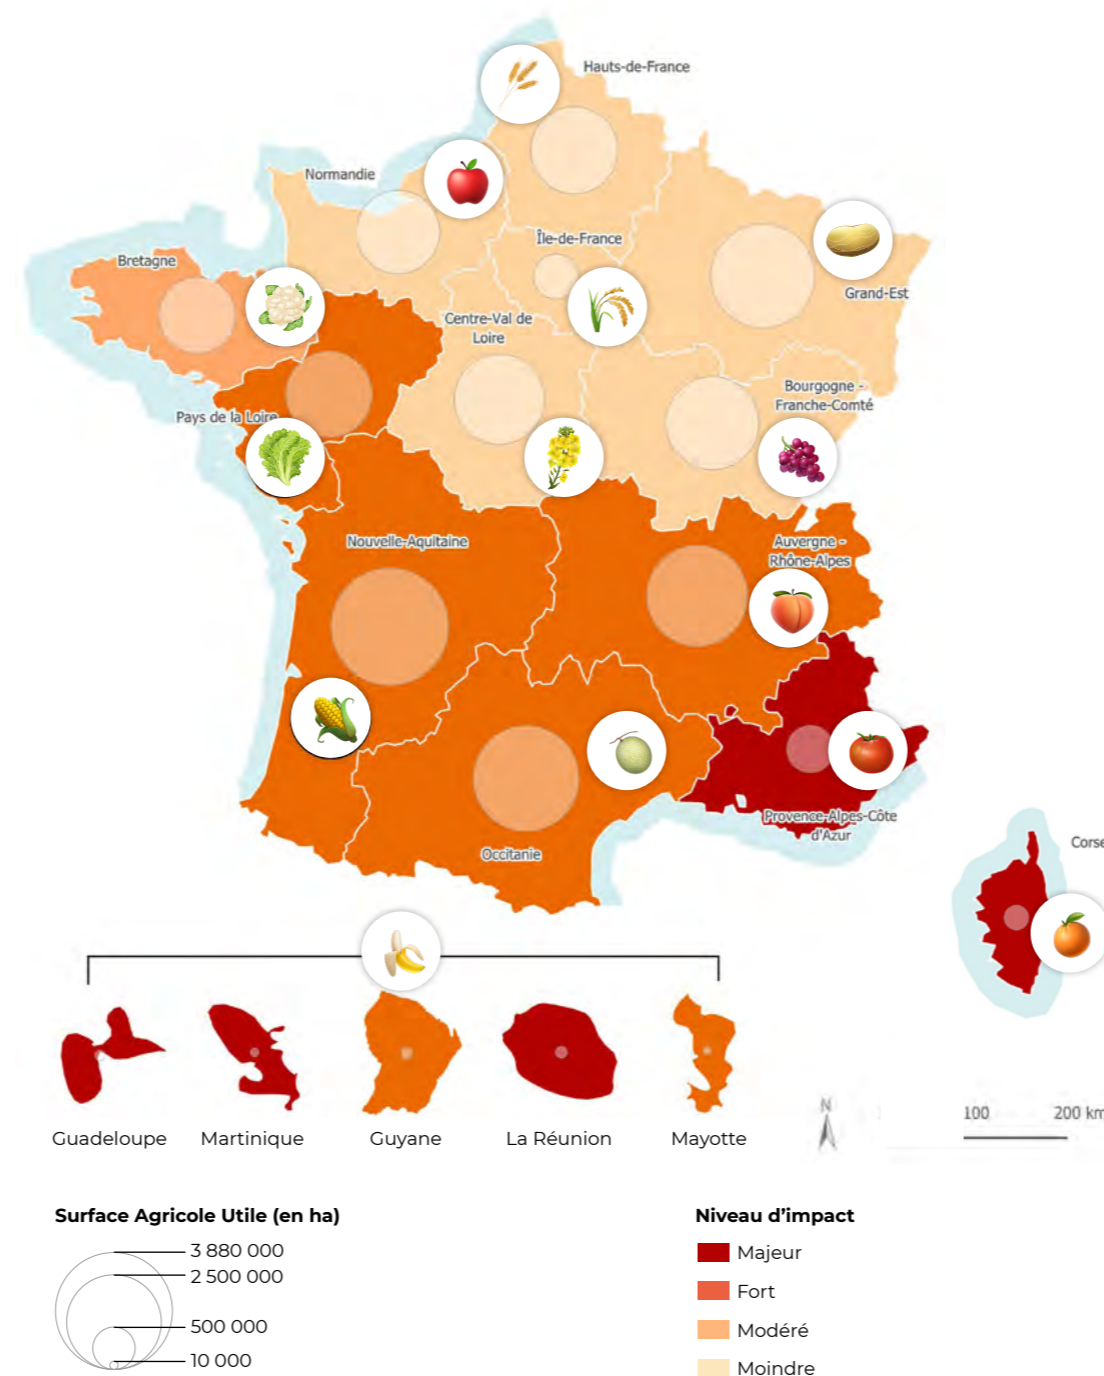 Hauts-de-France
Normandie
Île-de-France
Bretagne
Grand-Est
Centre-Val de
Loire
Bourgogne -
Franche-Comté
Pays de la Loire
Nouvelle-Aquitaine
Auvergne -
Rhône-Alpes
Provence-Alpes-Côte
d'Azur
Corse
Occitanie
N
100 200 km
Guadeloupe
Martinique
Guyane
La Réunion
Mayotte
Surface Agricole Utile (en ha)
3 880 000
2 500 000
500 000
10 000
Niveau d’impact
Majeur
Fort
Modéré
Moindre